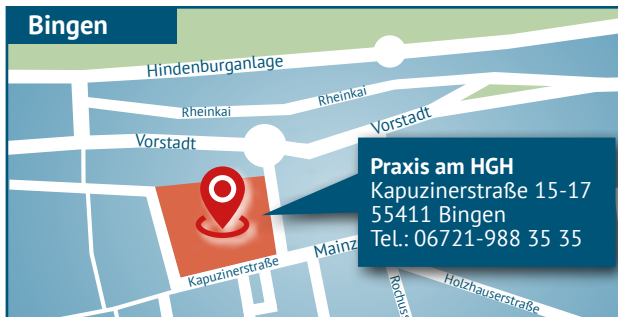 Bingen
Hindenburganlage
Rheinkai
Rheinkai
Vorstadt
Vorstadt
Praxis am HGH
Kapuzinerstraße 15-17
55411 Bingen
Tel.: 06721-988 35 35
Mainz
Kapuzinerstraße
Holzhauserstraße
Rochus